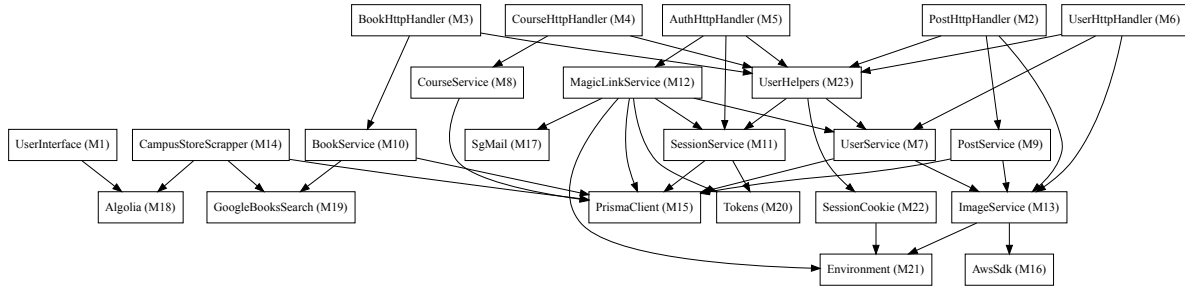 BookHttpHandler (M3)
CourseHttpHandler (M4)
AuthHttpHandler (M5)
PostHttpHandler (M2)
UserHttpHandler (M6)
CourseService (M8)
MagicLinkService (M12)
UserHelpers (M23)
UserInterface (M1)
CampusStoreScrapper (M14)
BookService (M10)
SgMail (M17)
SessionService (M11)
UserService (M7)
PostService (M9)
Algolia (M18)
GoogleBooksSearch (M19)
PrismaClient (M15)
Tokens (M20)
SessionCookie (M22)
ImageService (M13)
Environment (M21)
AwsSdk (M16)